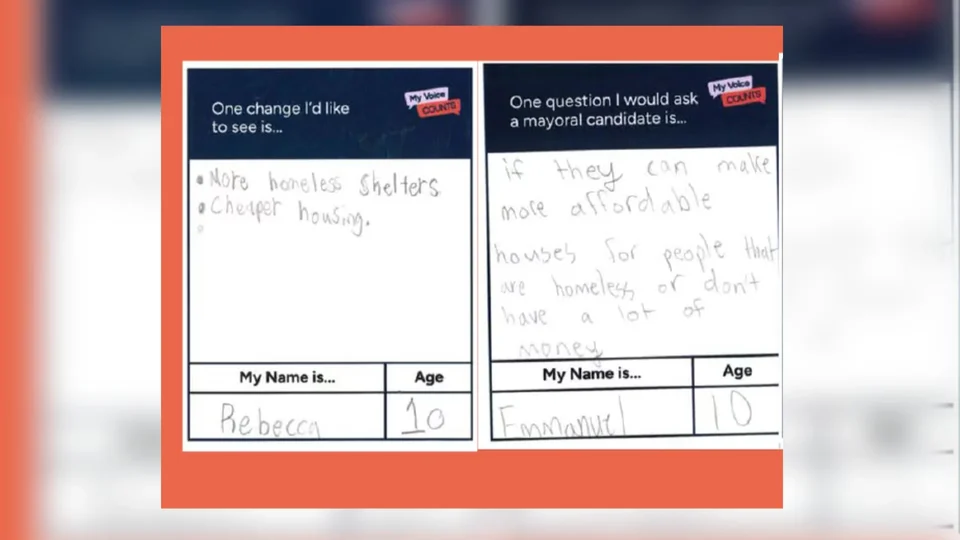 One change I'd like
to see is...
My Voice
COUNTS
• More homeless Shelters
• Cheaper housing.
My Name is...
Age
Rebecca
10
One question I would ask
a mayoral candidate is...
My Voice
COUNTS
if they can make
more affordable
houses for people that
are homeless or don't
have a lot of
money
My Name is...
Age
Emmanuel
10